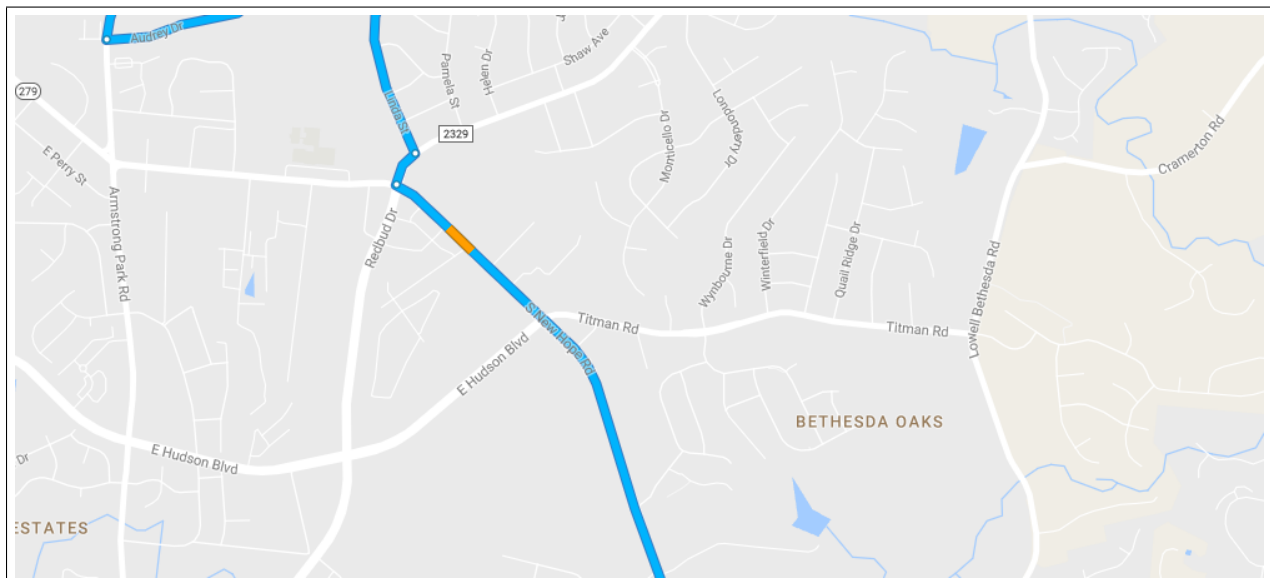 Audrey Dr
Shaw Ave
Helen Dr
Pamela St
279
Linda St
2329
Londonderry Dr
Monticello Dr
Cramerton Rd
E Perry St
Armstrong Park Rd
Redbud Dr
Wynbourne Dr
Winterfield Dr
Quail Ridge Dr
Lowell Bethesda Rd
S New Hope Rd
Titman Rd
Titman Rd
E Hudson Blvd
BETHESDA OAKS
E Hudson Blvd
Dr
ESTATES